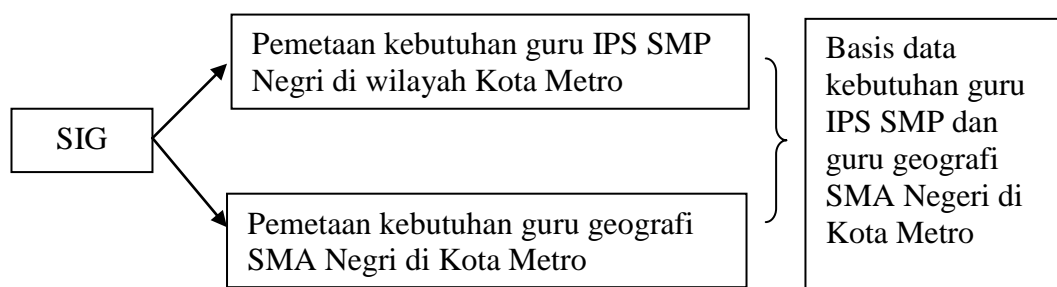 SIG
Pemetaan kebutuhan guru IPS SMP
Negri di wilayah Kota Metro
Pemetaan kebutuhan guru geografi
SMA Negri di Kota Metro
Basis data
kebutuhan guru
IPS SMP dan
guru geografi
SMA Negeri di
Kota Metro